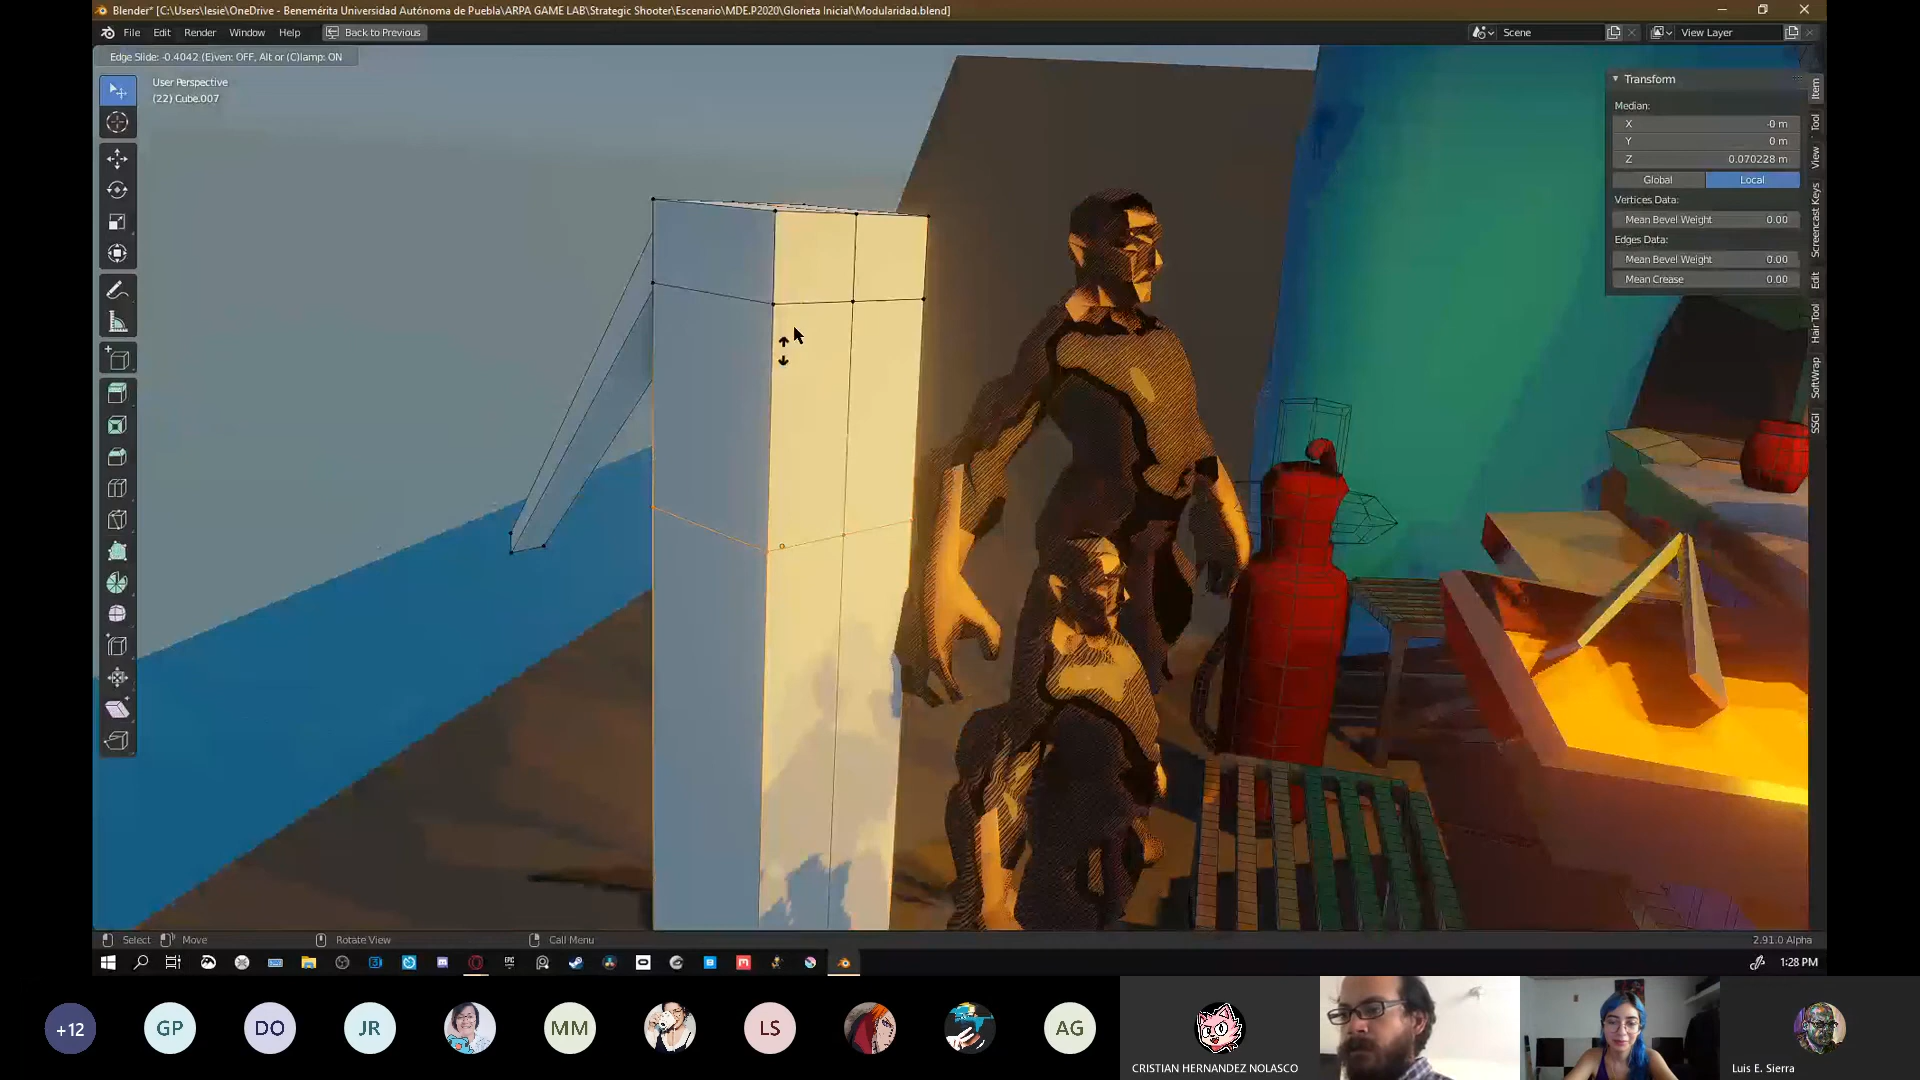 Blender* [C:\Users\lesie\OneDrive - Benemérita Universidad Autónoma de Puebla\ARPA GAME LAB\Strategic Shooter\Escenario\MDE.P2020\Glorieta Inicial\Modularidad.blend]
File Edit Render Window Help Back to Previous Scene View Layer
Edge Slide: -0.4042 (E)ven: OFF, Alt or (C)lamp: ON
User Perspective
(22) Cube.007
Transform
Median:
X -0 m
Y 0 m
Z 0.070228 m
Global Local
Vertices Data:
Mean Bevel Weight 0.00
Edges Data:
Mean Bevel Weight 0.00
Mean Crease 0.00
Item
Tool
View
Screencast Keys
Edit
Hair Tool
SoftWrap
SSGI
Select Move Rotate View Call Menu 2.91.0 Alpha
EPIC
1:28 PM
+12 GP DO JR MM LS AG
CRISTIAN HERNANDEZ NOLASCO
Luis E. Sierra